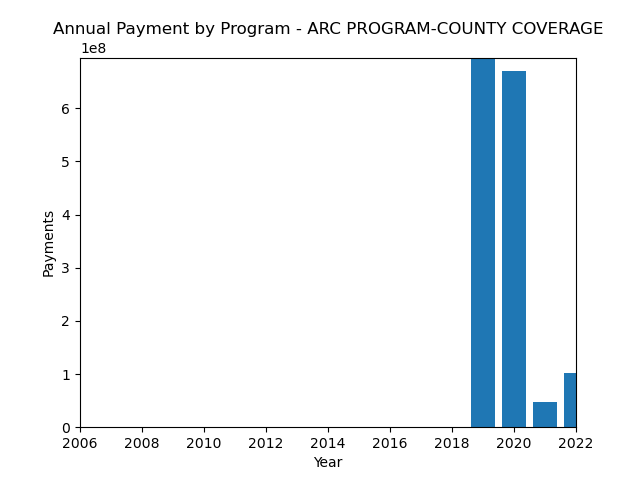 Annual Payment by Program - ARC PROGRAM-COUNTY COVERAGE
1e8
6
5
4
3
2
1
0
Payments
2006 2008 2010 2012 2014 2016 2018 2020 2022
Year